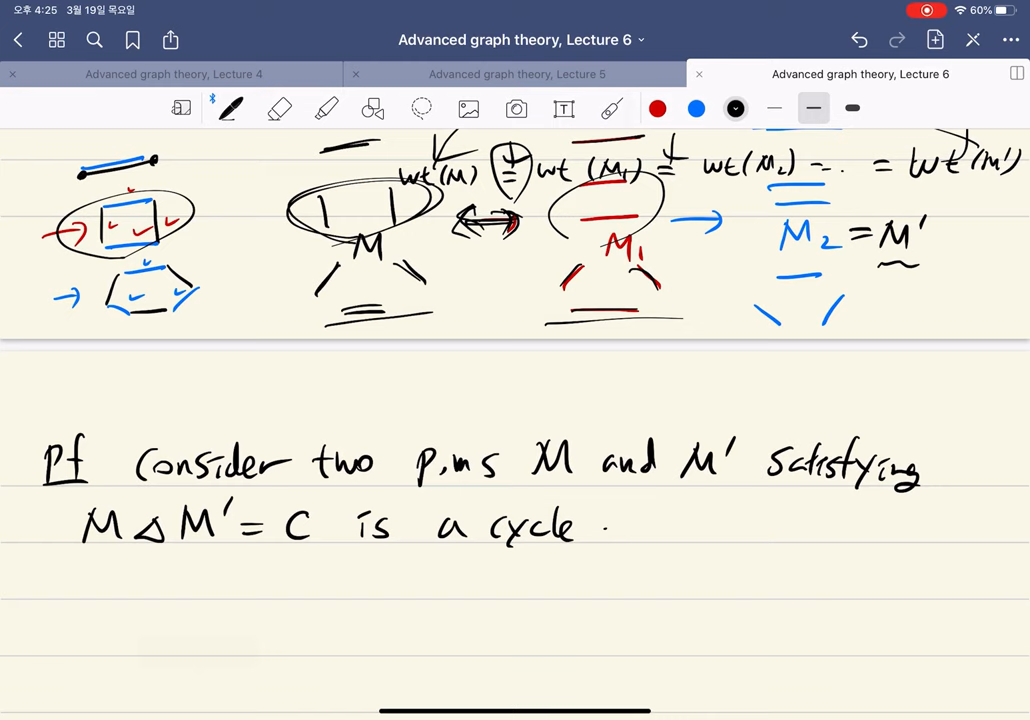 오후 4:25 3월 19일 목요일
60%
Advanced graph theory, Lecture 6
Advanced graph theory, Lecture 4
Advanced graph theory, Lecture 5
Advanced graph theory, Lecture 6
wt(M) = wt(M₁) = wt(M₂) = .. = wt(M')
M
M₁
M₂ = M'
Pf Consider two p.m s M and M' satisfying
M △ M' = C is a cycle .